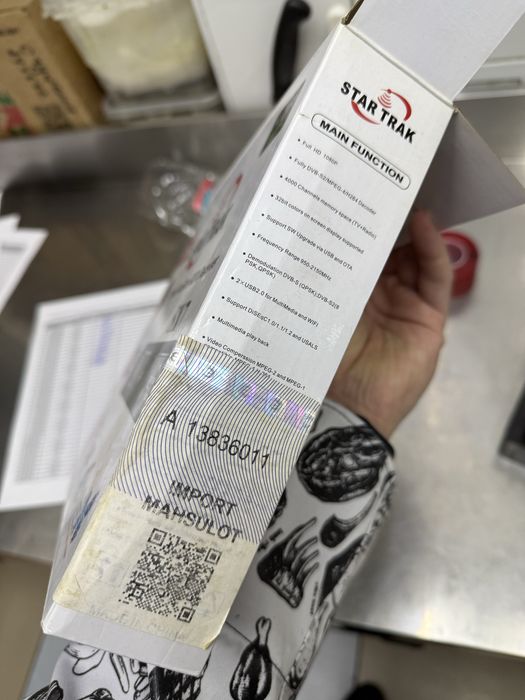 STAR TRAK
MAIN FUNCTION
• Full HD 1080P
• Fully DVB-S2/MPEG-4/H264 Decoder
• 4000 Channels memory space (TV+Radio)
• 32bit colors on screen display supported
• Support SW Upgrade via USB and OTA
• Frequency Range 950-2150MHz
• Demodulation DVB-S (QPSK),DVB-S2(8
PSK,QPSK)
• 2×USB2.0 for MultiMedia and WiFi
• Support DiSEqC1.0/1.1/1.2 and USALS
• Multimedia play back
• Video Comperssion MPEG-2 and MPEG-1
A 13836011
IMPORT
MAHSULOT